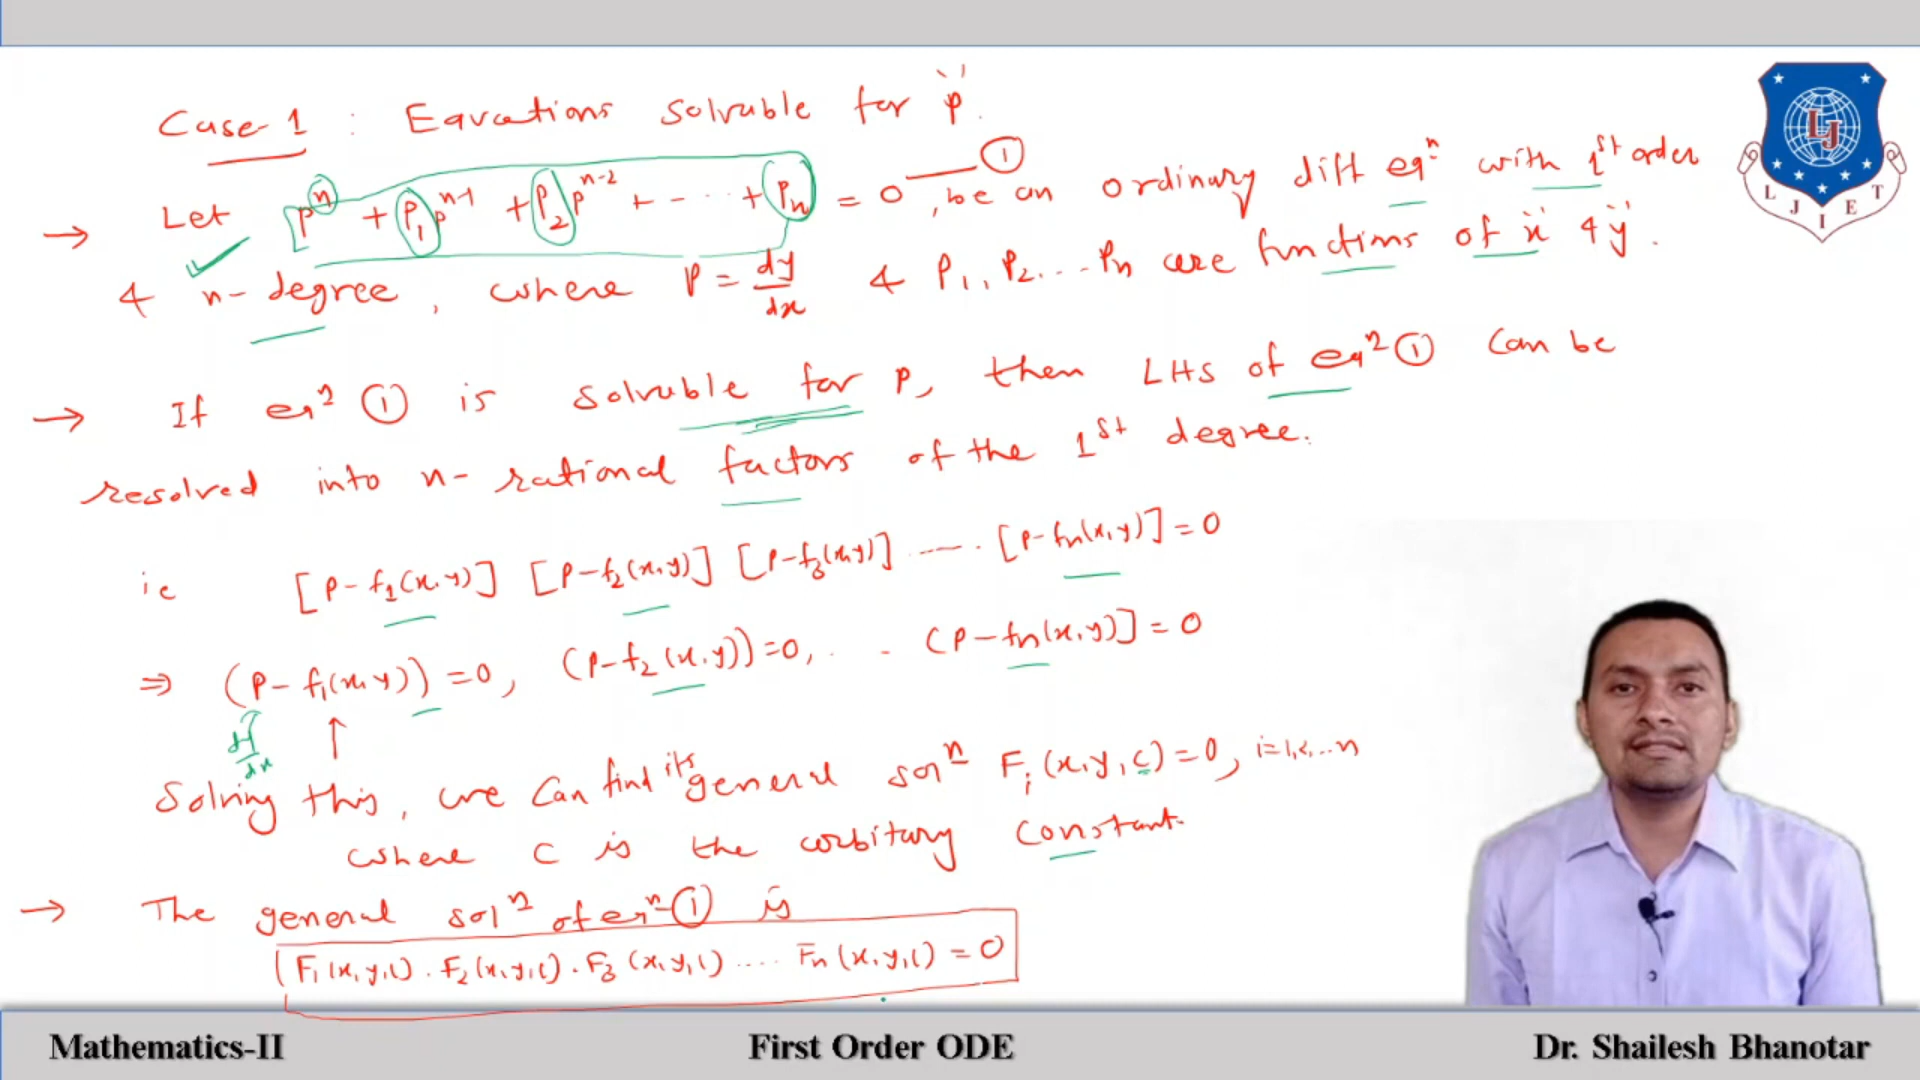 Case-1 : Equations solvable for "p".
→ Let [pⁿ + P₁pⁿ⁻¹ + P₂pⁿ⁻² + - ·· + Pₙ = 0 —①, be an ordinary diff eqⁿ with 1st order
& n-degree, where P = dy/dx & P₁, P₂...Pₙ are functions of "x" & "y".
→ If eqⁿ ① is solvable for P, then LHS of eqⁿ ① can be
resolved into n-rational factors of the 1st degree.
ie [P-f₁(x,y)] [P-f₂(x,y)] [P-f₃(x,y)] ..... [P-fₙ(x,y)] = 0
⇒ (P-f₁(x,y)) = 0, (P-f₂(x,y)) = 0, .. (P-fₙ(x,y)] = 0
dy/dx ↑
Solving this, we can find its general solⁿ Fᵢ(x,y,c) = 0, i=1,2,..n
where c is the arbitary constant.
→ The general solⁿ of eqⁿ ① is
F₁(x,y,c) · F₂(x,y,c) · F₃(x,y,c) .... Fₙ(x,y,c) = 0
LJ
L J I E T
Mathematics-II First Order ODE Dr. Shailesh Bhanotar